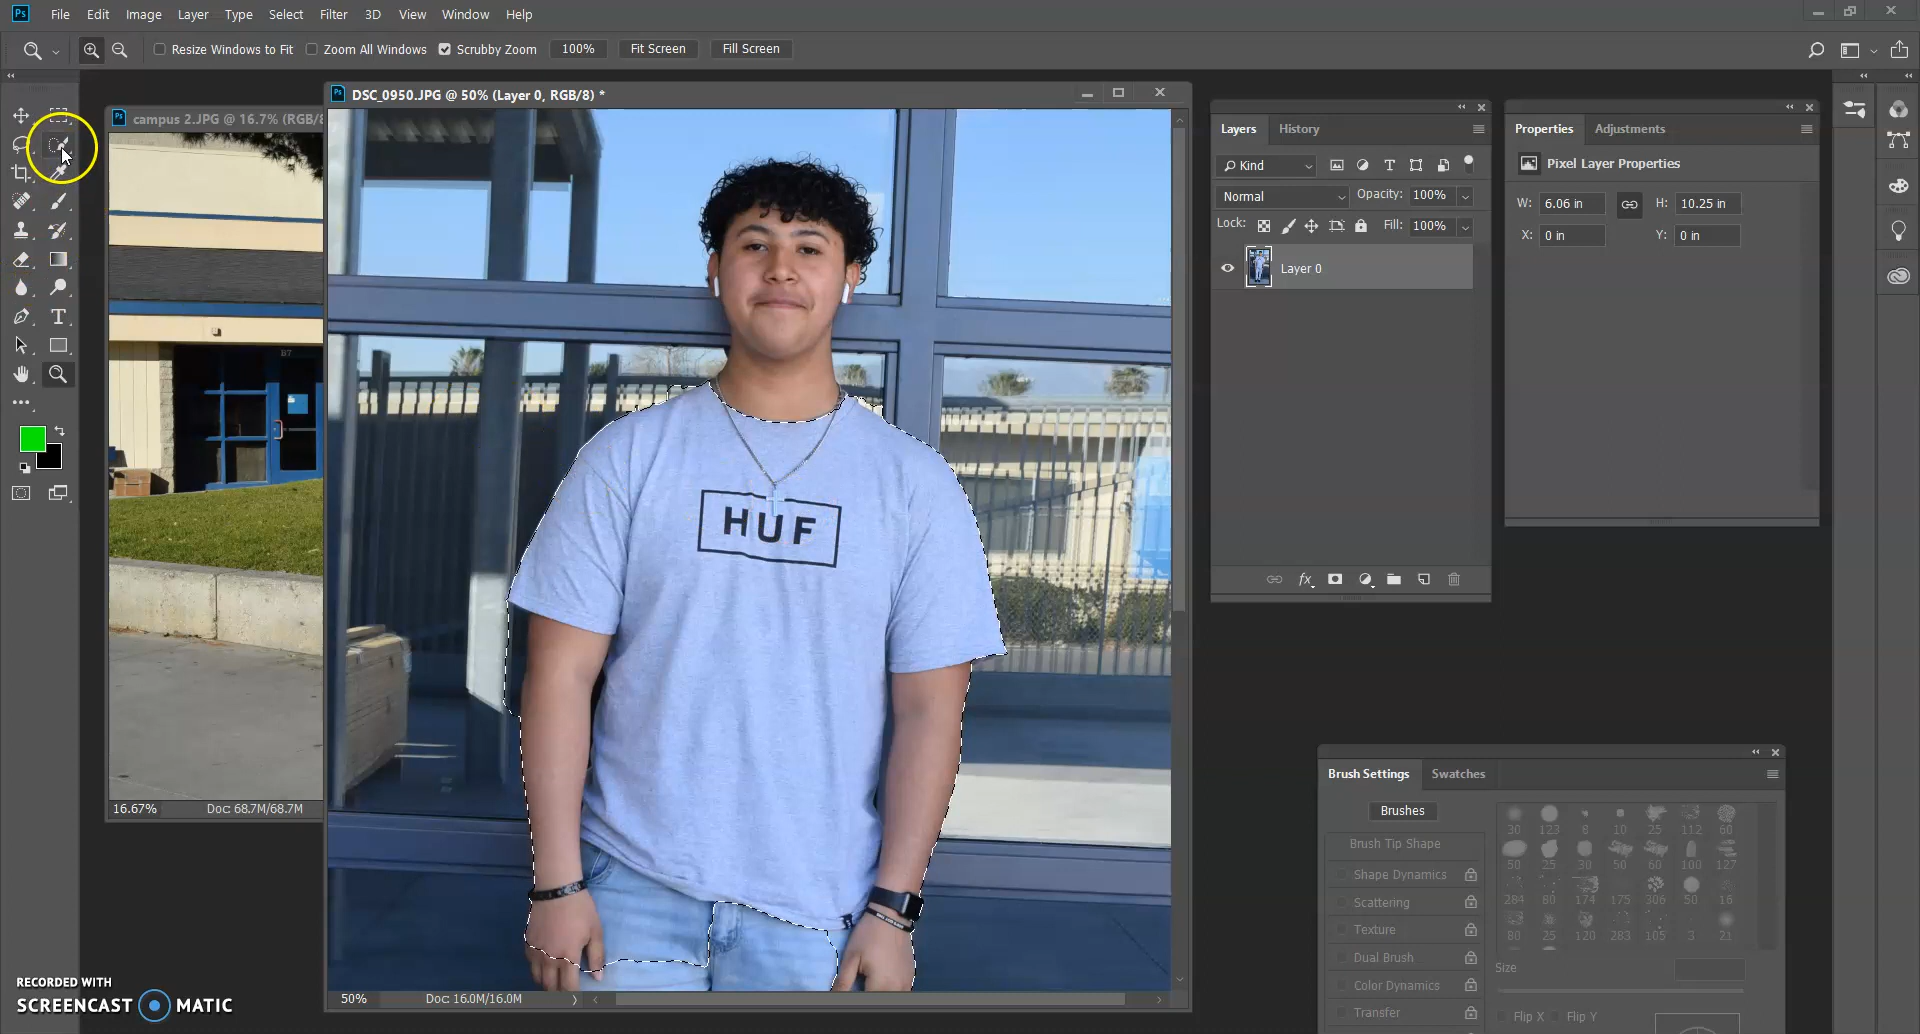 Ps File Edit Image Layer Type Select Filter 3D View Window Help
Resize Windows to Fit Zoom All Windows Scrubby Zoom 100% Fit Screen Fill Screen
Ps campus 2.JPG @ 16.7% (RGB/8
Ps DSC_0950.JPG @ 50% (Layer 0, RGB/8) *
B7
HUF
16.67% Doc: 68.7M/68.7M
50% Doc: 16.0M/16.0M
Layers History
Kind
Normal Opacity: 100%
Lock: Fill: 100%
Layer 0
fx
Properties Adjustments
Pixel Layer Properties
W: 6.06 in H: 10.25 in
X: 0 in Y: 0 in
Brush Settings Swatches
Brushes
Brush Tip Shape
Shape Dynamics
Scattering
Texture
Dual Brush
Color Dynamics
Transfer
30 123 8 10 25 112 60
50 25 30 50 60 100 127
284 80 174 175 306 50 16
80 25 120 283 105 3 21
Size
Flip X Flip Y
RECORDED WITH
SCREENCAST MATIC